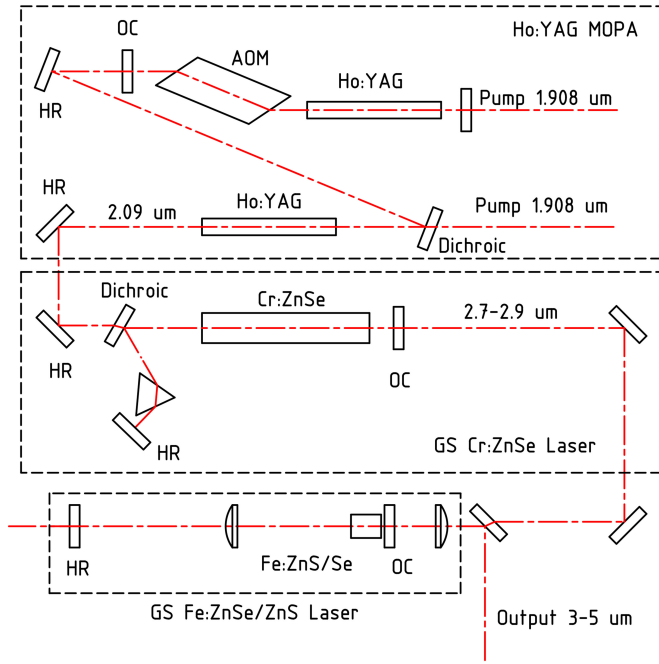 OC
Ho:YAG MOPA
AOM
Ho:YAG
HR
Pump 1.908 um
HR
2.09 um
Ho:YAG
Pump 1.908 um
Dichroic
Dichroic
Cr:ZnSe
2.7-2.9 um
HR
OC
HR
GS Cr:ZnSe Laser
HR
Fe:ZnS/Se
OC
GS Fe:ZnSe/ZnS Laser
Output 3-5 um